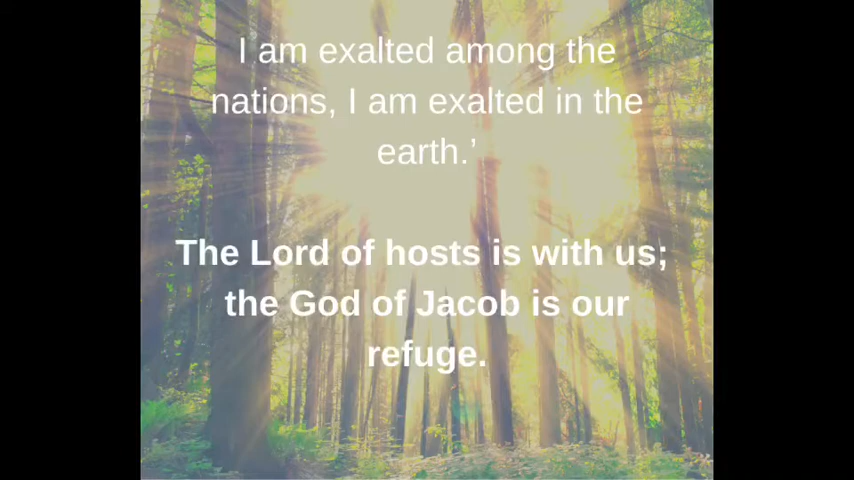 I am exalted among the
nations, I am exalted in the
earth.’
The Lord of hosts is with us;
the God of Jacob is our
refuge.